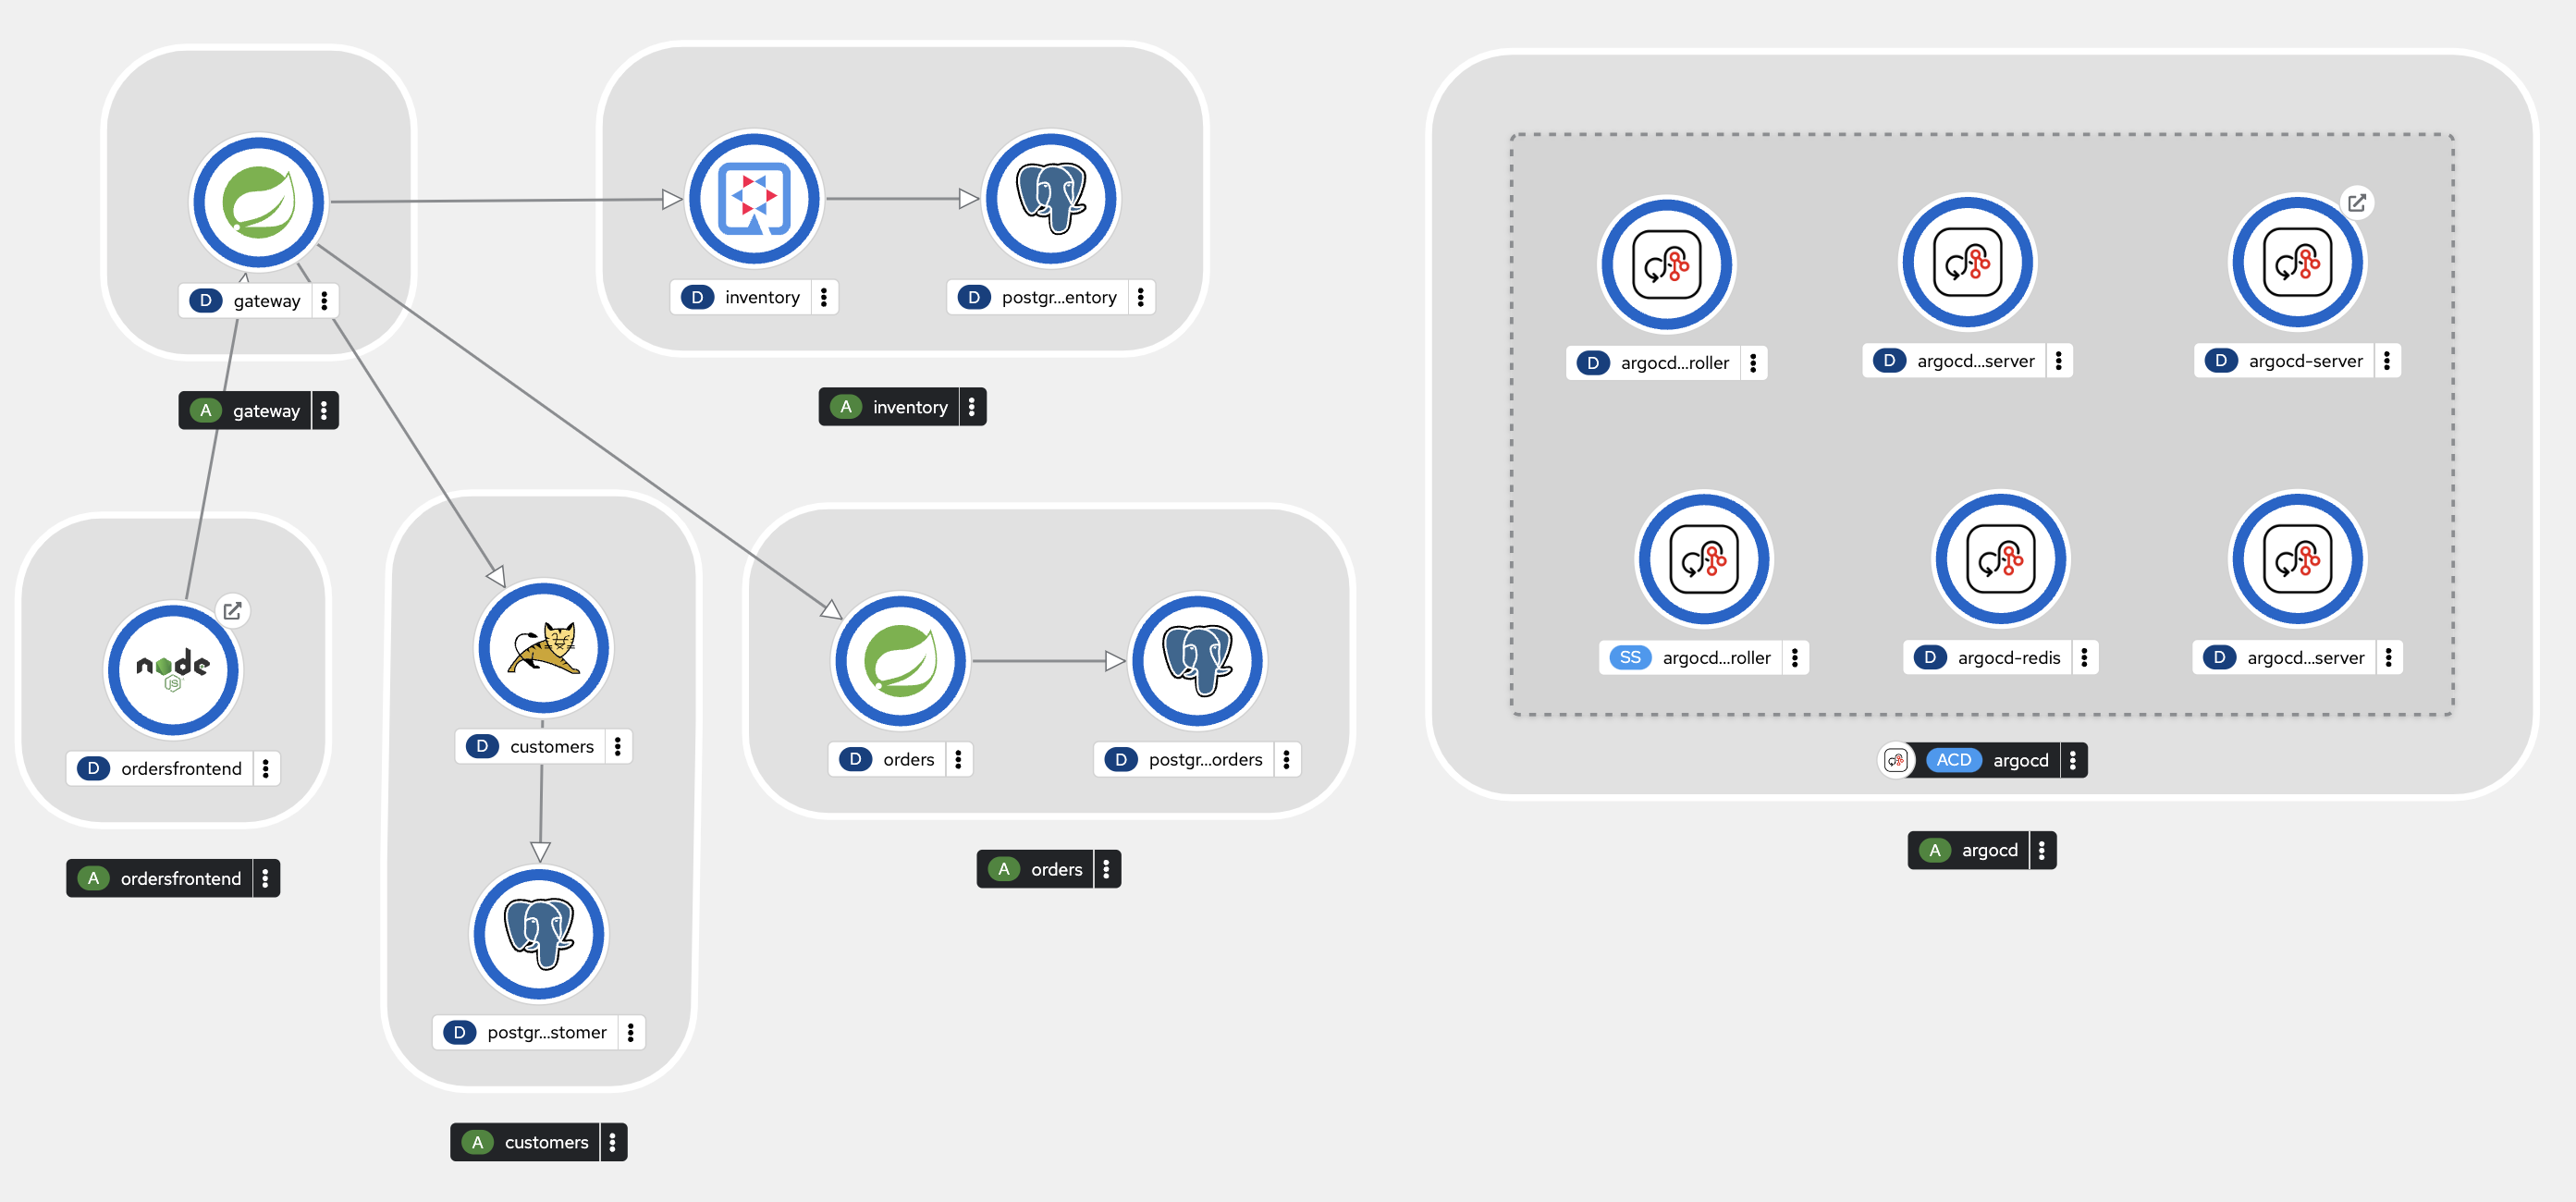 D gateway
A gateway
D inventory
D postgr...entory
A inventory
D argocd...roller
D argocd...server
D argocd-server
SS argocd...roller
D argocd-redis
D argocd...server
ACD argocd
A argocd
node
JS
D ordersfrontend
A ordersfrontend
D customers
D postgr...stomer
A customers
D orders
D postgr...orders
A orders